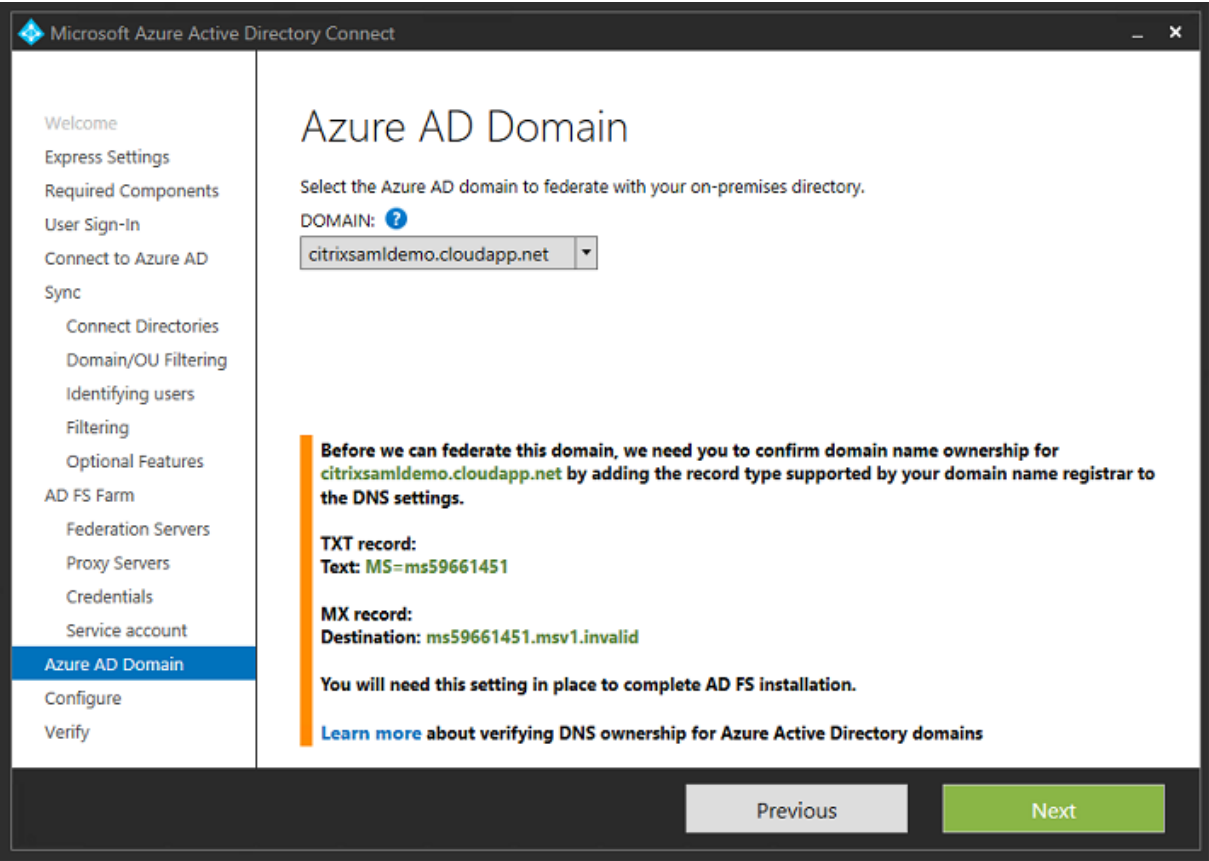 Microsoft Azure Active Directory Connect
Welcome
Express Settings
Required Components
User Sign-In
Connect to Azure AD
Sync
Connect Directories
Domain/OU Filtering
Identifying users
Filtering
Optional Features
AD FS Farm
Federation Servers
Proxy Servers
Credentials
Service account
Azure AD Domain
Configure
Verify
Azure AD Domain
Select the Azure AD domain to federate with your on-premises directory.
DOMAIN: ?
citrixsamldemo.cloudapp.net
Before we can federate this domain, we need you to confirm domain name ownership for
citrixsamldemo.cloudapp.net by adding the record type supported by your domain name registrar to
the DNS settings.
TXT record:
Text: MS=ms59661451
MX record:
Destination: ms59661451.msv1.invalid
You will need this setting in place to complete AD FS installation.
Learn more about verifying DNS ownership for Azure Active Directory domains
Previous
Next